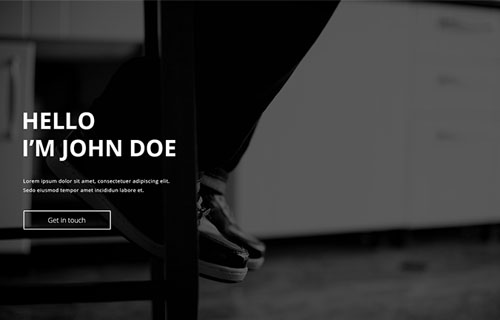 HELLO
I'M JOHN DOE
Lorem ipsum dolor sit amet, consectetuer adipiscing elit.
Sedo eiusmod tempor amet incididun labore et.
Get in touch